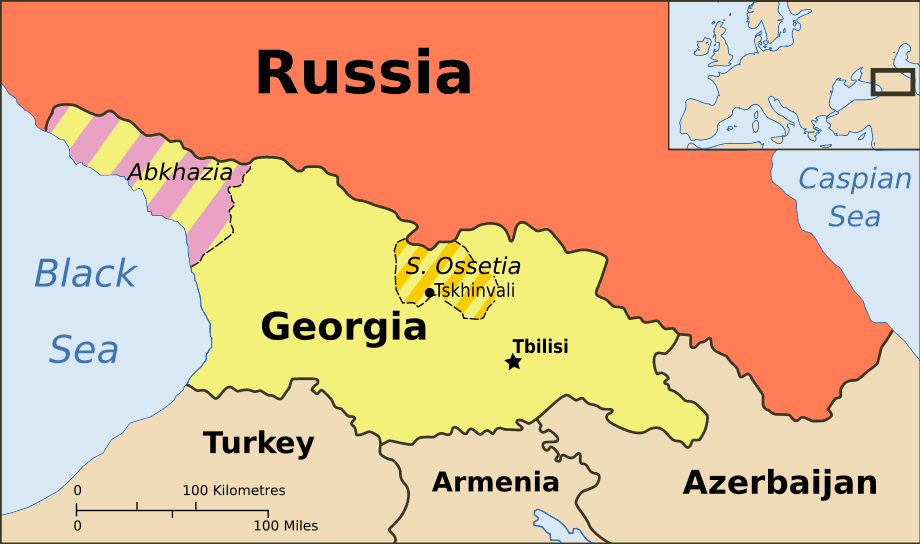 Russia
Abkhazia
Caspian
Sea
Black
Sea
S. Ossetia
Tskhinvali
Georgia
Tbilisi
Turkey
Armenia
Azerbaijan
0 100 Kilometres
0 100 Miles